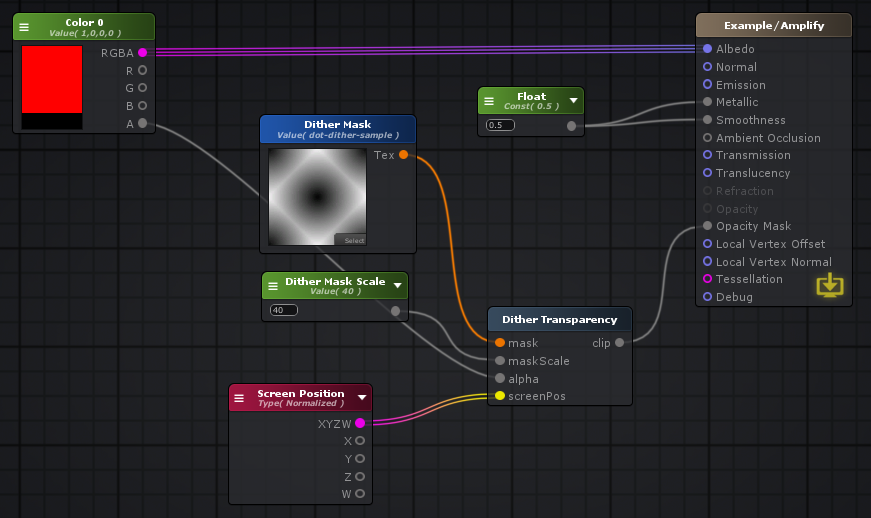 Color 0
Value( 1,0,0,0 )
RGBA
R
G
B
A
Dither Mask
Value( dot-dither-sample )
Tex
Select
Dither Mask Scale
Value( 40 )
40
Screen Position
Type( Normalized )
XYZW
X
Y
Z
W
Float
Const( 0.5 )
0.5
Dither Transparency
mask clip
maskScale
alpha
screenPos
Example/Amplify
Albedo
Normal
Emission
Metallic
Smoothness
Ambient Occlusion
Transmission
Translucency
Refraction
Opacity
Opacity Mask
Local Vertex Offset
Local Vertex Normal
Tessellation
Debug